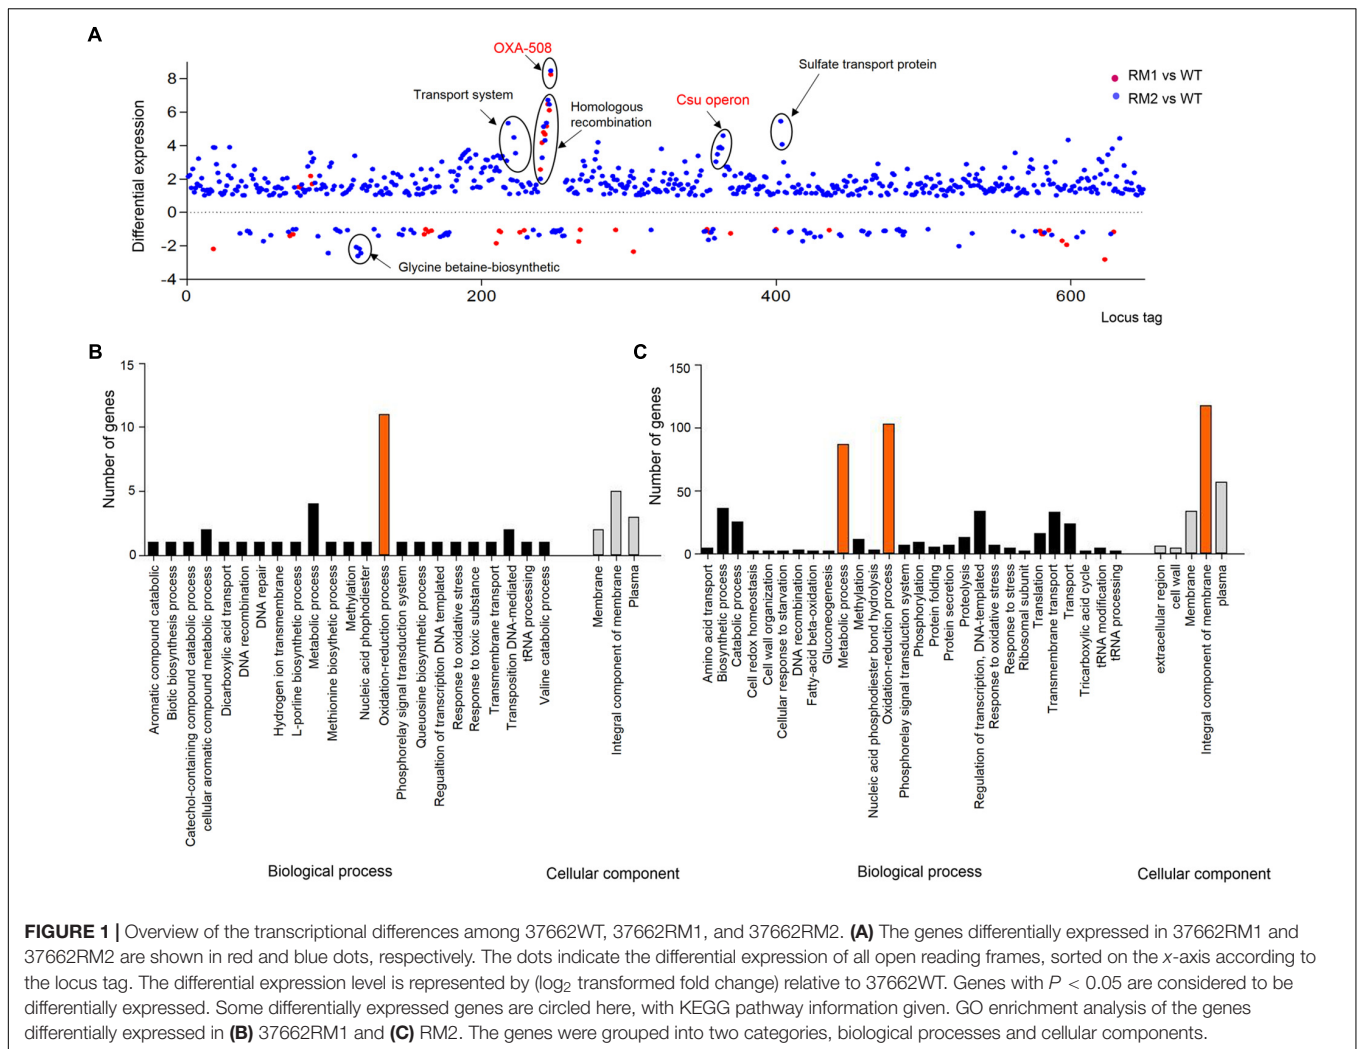 A
OXA-508
Sulfate transport protein
RM1 vs WT
RM2 vs WT
Transport system
Homologous
recombination
Csu operon
Glycine betaine-biosynthetic
Differential expression
8
6
4
2
0
-2
-4
0
200
400
600
Locus tag
B
Number of genes
15
10
5
0
Aromatic compound catabolic
Biotic biosynthesis process
Catechol-containing compound catabolic process
cellular aromatic compound metabolic process
Dicarboxylic acid transport
DNA recombination
DNA repair
Hydrogen ion transmembrane
L-porline biosynthetic process
Metabolic process
Methionine biosyhtetic process
Methylation
Nucleic acid phophodiester
Oxidation-reduction process
Phosphorelay signal transduction system
Queuosine biosynthetic process
Regualtion of transcription DNA templated
Response to oxidative stress
Response to toxic substance
Transmembrane transport
Transposition DNA-mediated
tRNA processing
Valine catabolic process
Membrane
Integral component of membrane
Plasma
Biological process
Cellular component
C
Number of genes
150
100
50
0
Amino acid transport
Biosynthetic process
Catabolic process
Cell redox homeostasis
Cell wall organization
Cellular response to starvation
DNA recombination
Fatty-acid beta-oxidation
Gluconeogenesis
Metabolic process
Methylation
Nucleic acid phosphodiester bond hydrolysis
Oxidation-reduction process
Phosphorelay signal transduction system
Phosphorylation
Protein folding
Protein secretion
Proteolysis
Regulation of transcription, DNA-templated
Response to oxidative stress
Response to stress
Ribosomal subunit
Translation
Transmembrane transport
Transport
Tricarboxylic acid cycle
tRNA modification
tRNA processing
extracellular region
cell wall
Membrane
Integral component of membrane
plasma
Biological process
Cellular component
FIGURE 1 | Overview of the transcriptional differences among 37662WT, 37662RM1, and 37662RM2. (A) The genes differentially expressed in 37662RM1 and
37662RM2 are shown in red and blue dots, respectively. The dots indicate the differential expression of all open reading frames, sorted on the x-axis according to
the locus tag. The differential expression level is represented by (log2 transformed fold change) relative to 37662WT. Genes with P < 0.05 are considered to be
differentially expressed. Some differentially expressed genes are circled here, with KEGG pathway information given. GO enrichment analysis of the genes
differentially expressed in (B) 37662RM1 and (C) RM2. The genes were grouped into two categories, biological processes and cellular components.